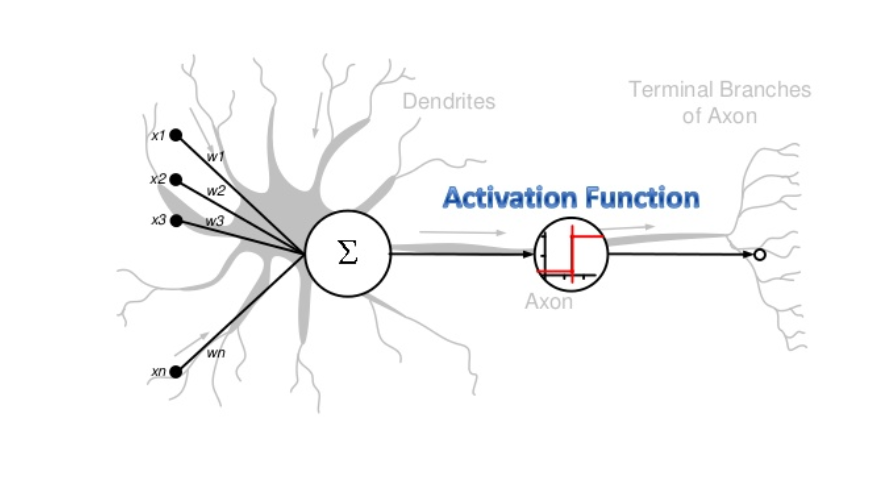 Dendrites
Terminal Branches
of Axon
x1
w1
x2
w2
x3
w3
Activation Function
Σ
Axon
xn
wn